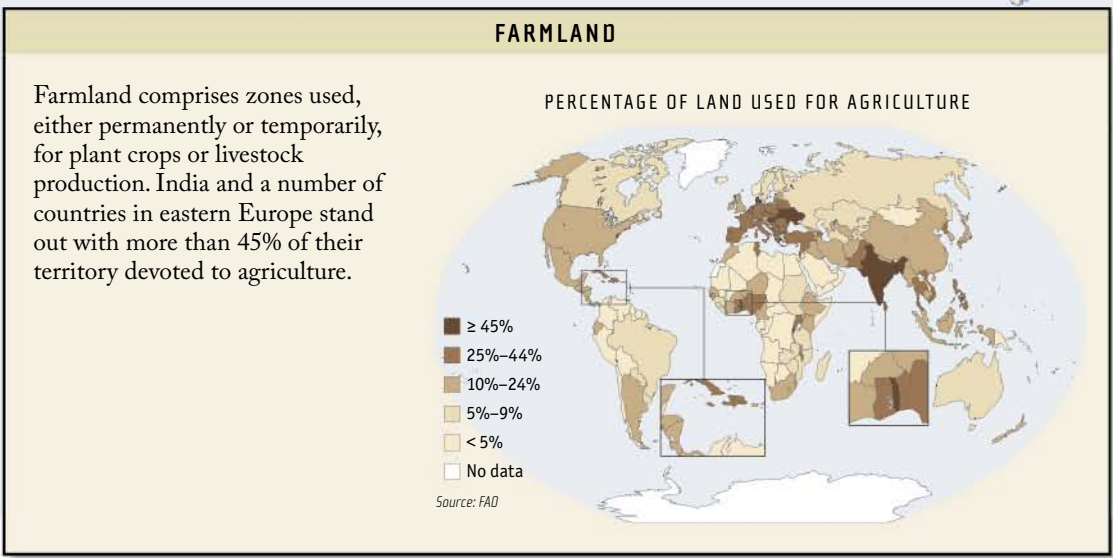 FARMLAND
Farmland comprises zones used,
either permanently or temporarily,
for plant crops or livestock
production. India and a number of
countries in eastern Europe stand
out with more than 45% of their
territory devoted to agriculture.
PERCENTAGE OF LAND USED FOR AGRICULTURE
≥ 45%
25%–44%
10%–24%
5%–9%
< 5%
No data
Source: FAO